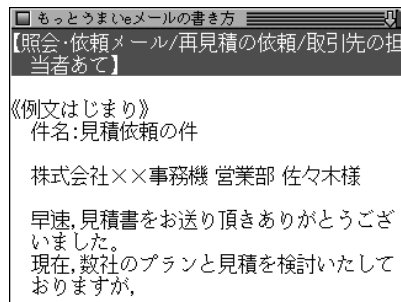 もっとうまいeメールの書き方
【照会・依頼メール/再見積の依頼/取引先の担
当者あて】
《例文はじまり》
件名:見積依頼の件
株式会社××事務機 営業部 佐々木様
早速,見積書をお送り頂きありがとうござ
いました。
現在,数社のプランと見積を検討いたして
おりますが,